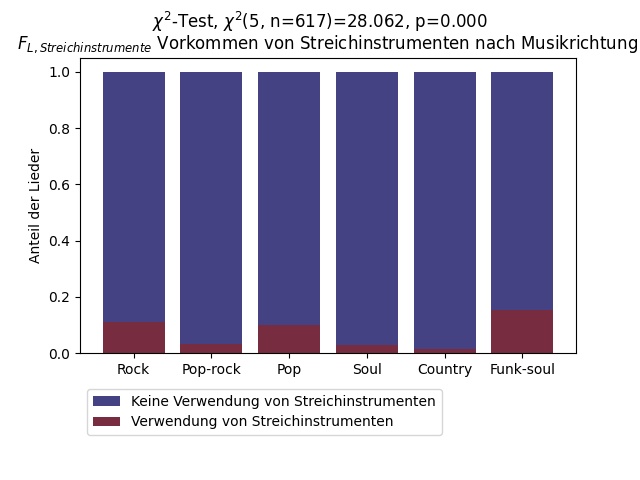 χ²-Test, χ²(5, n=617)=28.062, p=0.000
F_L,Streichinstrumente Vorkommen von Streichinstrumenten nach Musikrichtung
1.0
0.8
0.6
0.4
0.2
0.0
Anteil der Lieder
Rock Pop-rock Pop Soul Country Funk-soul
Keine Verwendung von Streichinstrumenten
Verwendung von Streichinstrumenten